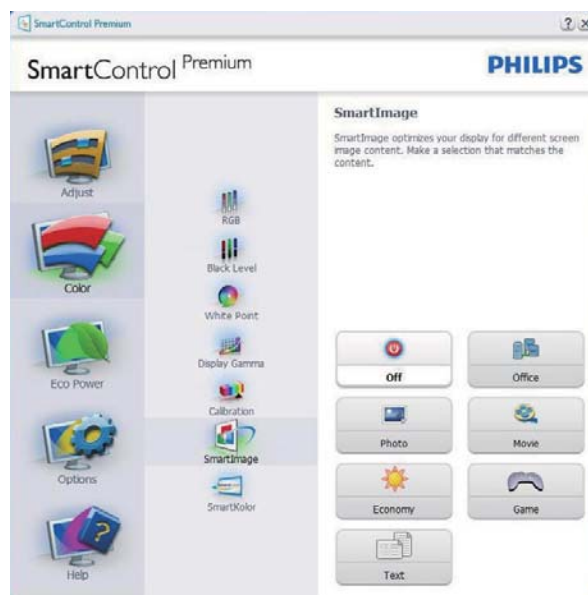 SmartControl Premium
? x
SmartControl Premium
PHILIPS
Adjust
Color
Eco Power
Options
Help
RGB
Black Level
White Point
Display Gamma
Calibration
SmartImage
SmartKolor
SmartImage
SmartImage optimizes your display for different screen
image content. Make a selection that matches the
content.
Off
Office
Photo
Movie
Economy
Game
Text